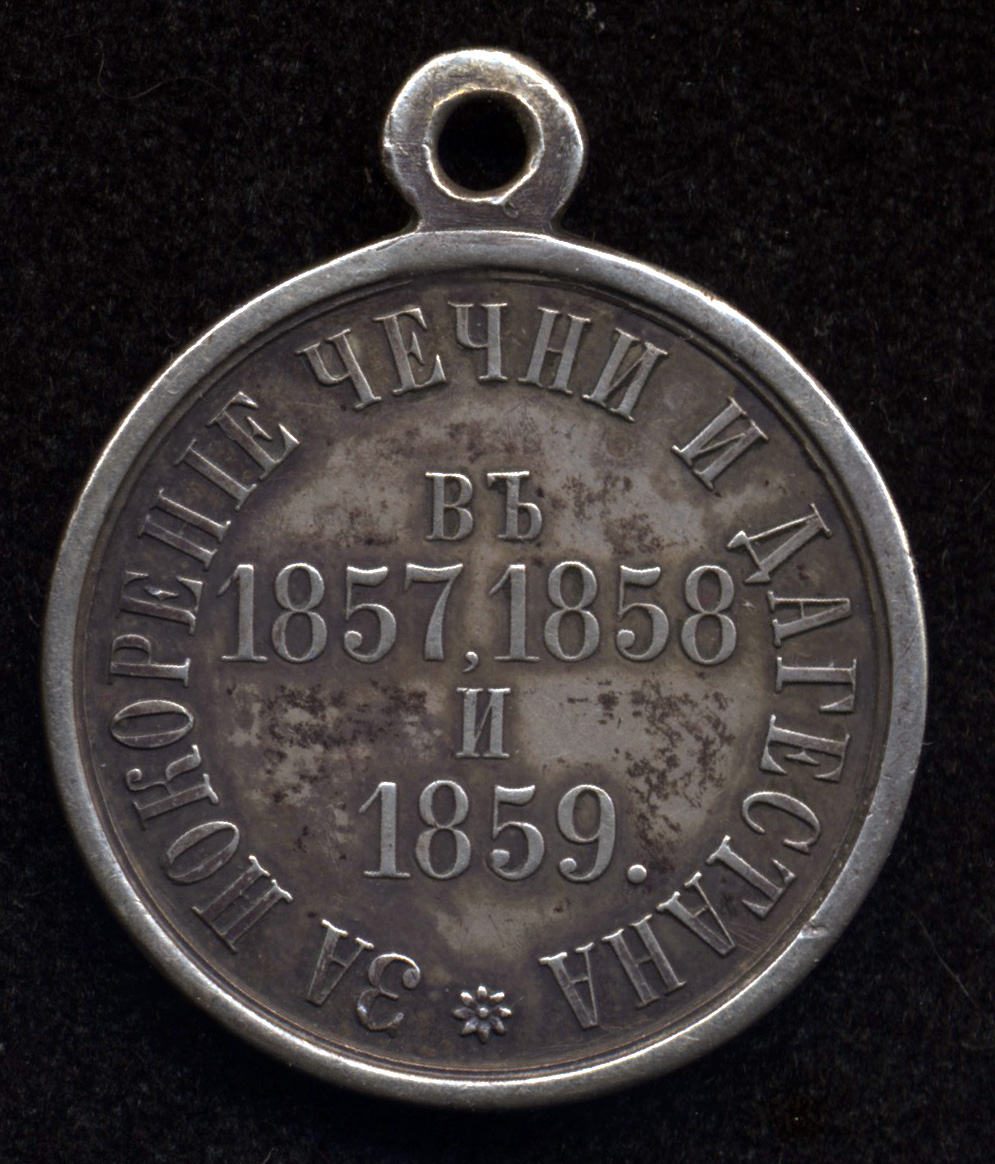 ЗА ПОКОРЕНІЕ ЧЕЧНИ И ДАГЕСТАНА
ВЪ
1857, 1858
И
1859.